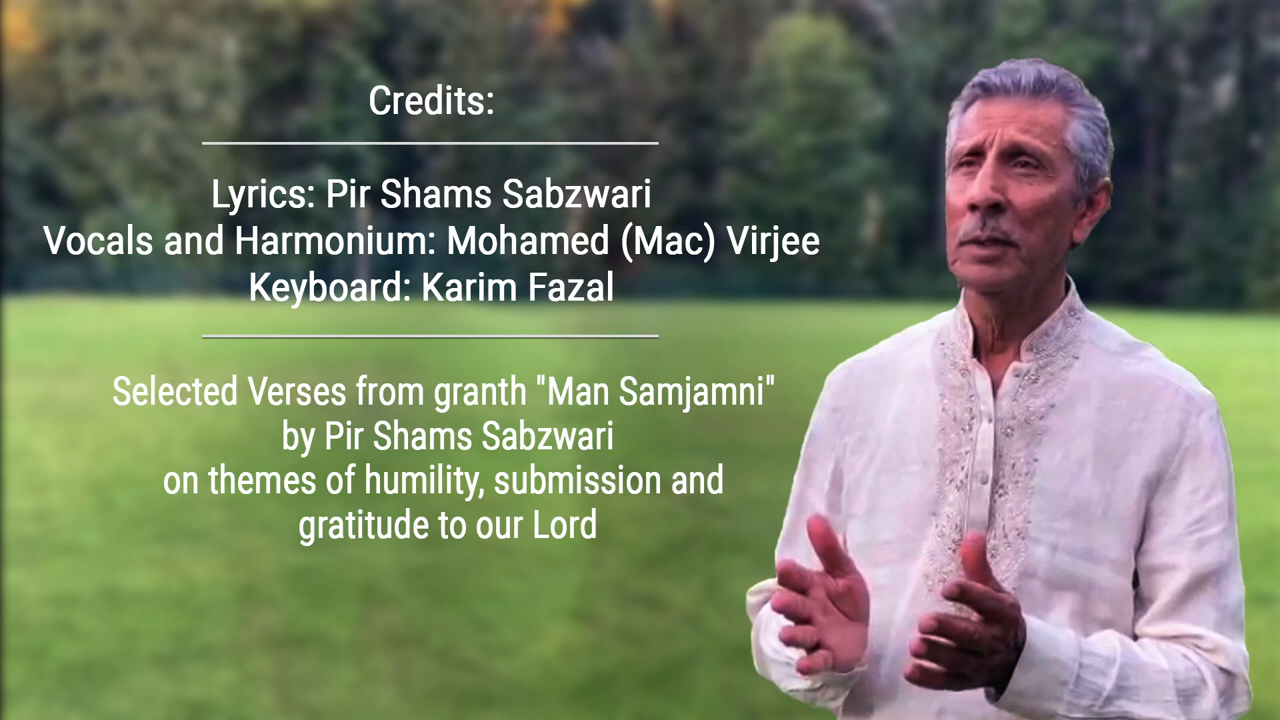 Credits:
Lyrics: Pir Shams Sabzwari
Vocals and Harmonium: Mohamed (Mac) Virjee
Keyboard: Karim Fazal
Selected Verses from granth "Man Samjamni"
by Pir Shams Sabzwari
on themes of humility, submission and
gratitude to our Lord